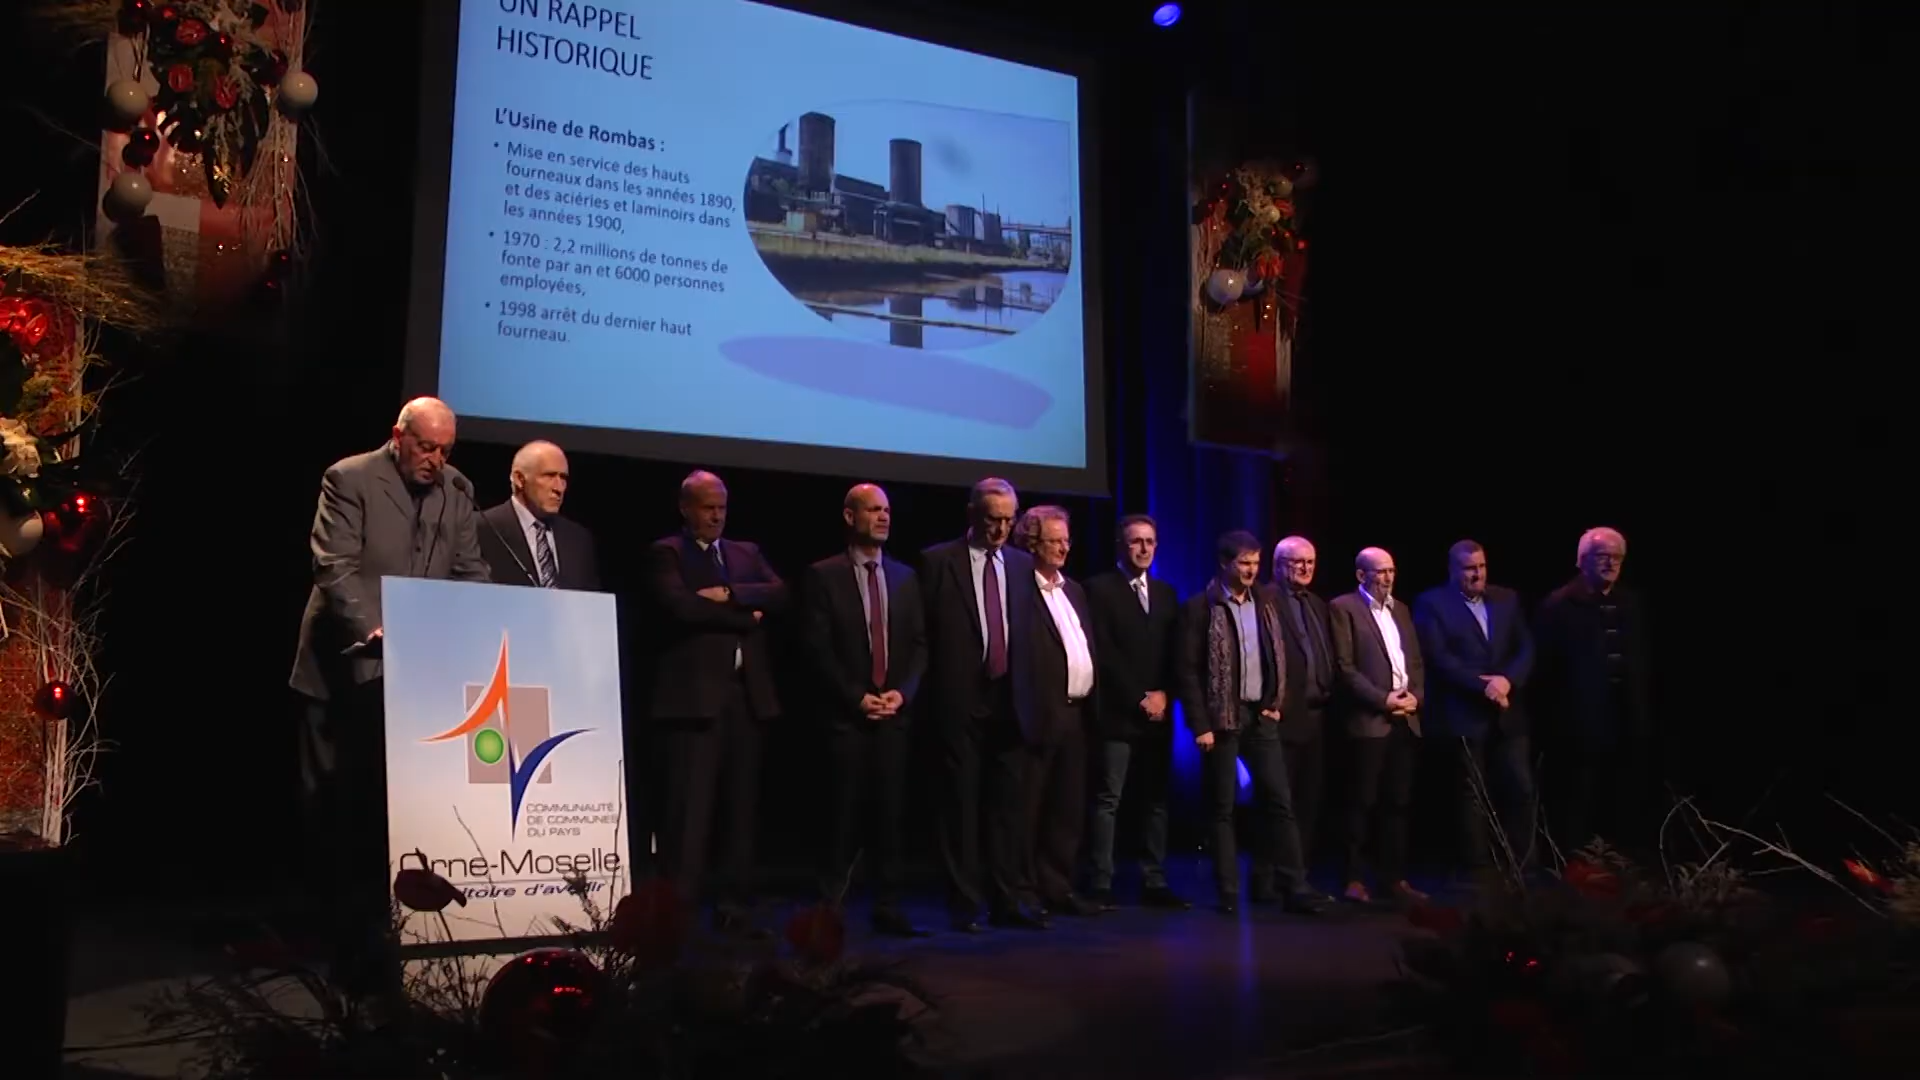 UN RAPPEL
HISTORIQUE
L'Usine de Rombas :
• Mise en service des hauts
fourneaux dans les années 1890,
et des aciéries et laminoirs dans
les années 1900,
• 1970 : 2,2 millions de tonnes de
fonte par an et 6000 personnes
employées,
• 1998 arrêt du dernier haut
fourneau.
COMMUNAUTÉ
DE COMMUNES
DU PAYS
Orne-Moselle
d'avenir